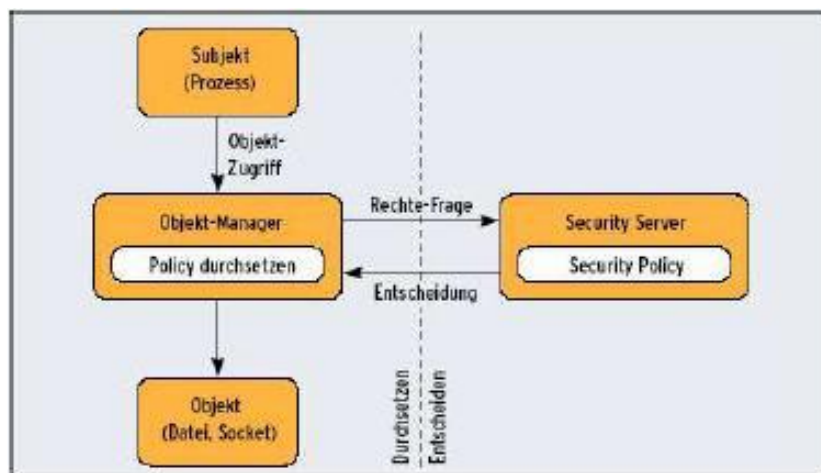 Subjekt
(Prozess)
Objekt-
Zugriff
Objekt-Manager
Policy durchsetzen
Rechte-Frage
Entscheidung
Security Server
Security Policy
Objekt
(Datei, Socket)
Durchsetzen
Entscheiden